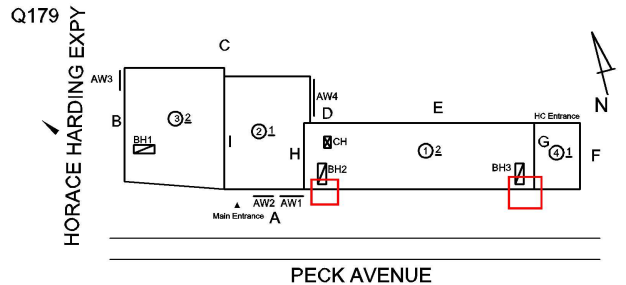 Q179
HORACE HARDING EXPY
C
AW3
AW4
B
3 2
BH1
I
2 1
D
E
HC Entrance
N
H
CH
1 2
G
4 1
F
BH2
BH3
Main Entrance
AW2 AW1
A
PECK AVENUE